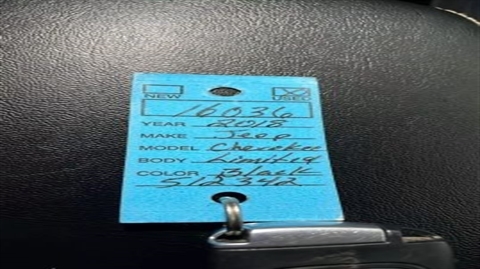 NEW USED
16036
YEAR 2018
MAKE Jeep
MODEL Cherokee
BODY Limited
COLOR Black
512342